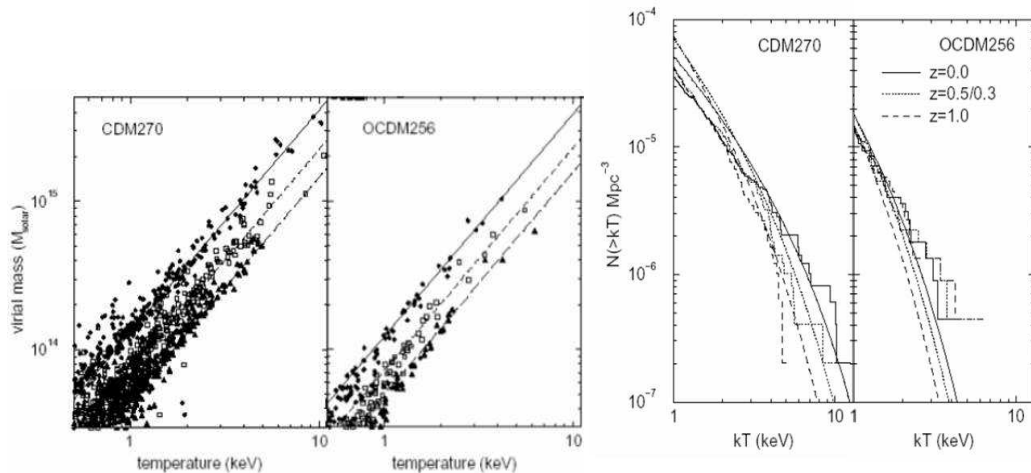 CDM270
OCDM256
virial mass (M_solar)
10^15
10^14
1
10
1
10
temperature (keV)
temperature (keV)
CDM270
OCDM256
z=0.0
z=0.5/0.3
z=1.0
N(>kT) Mpc^-3
10^-4
10^-5
10^-6
10^-7
1
10
1
10
kT (keV)
kT (keV)